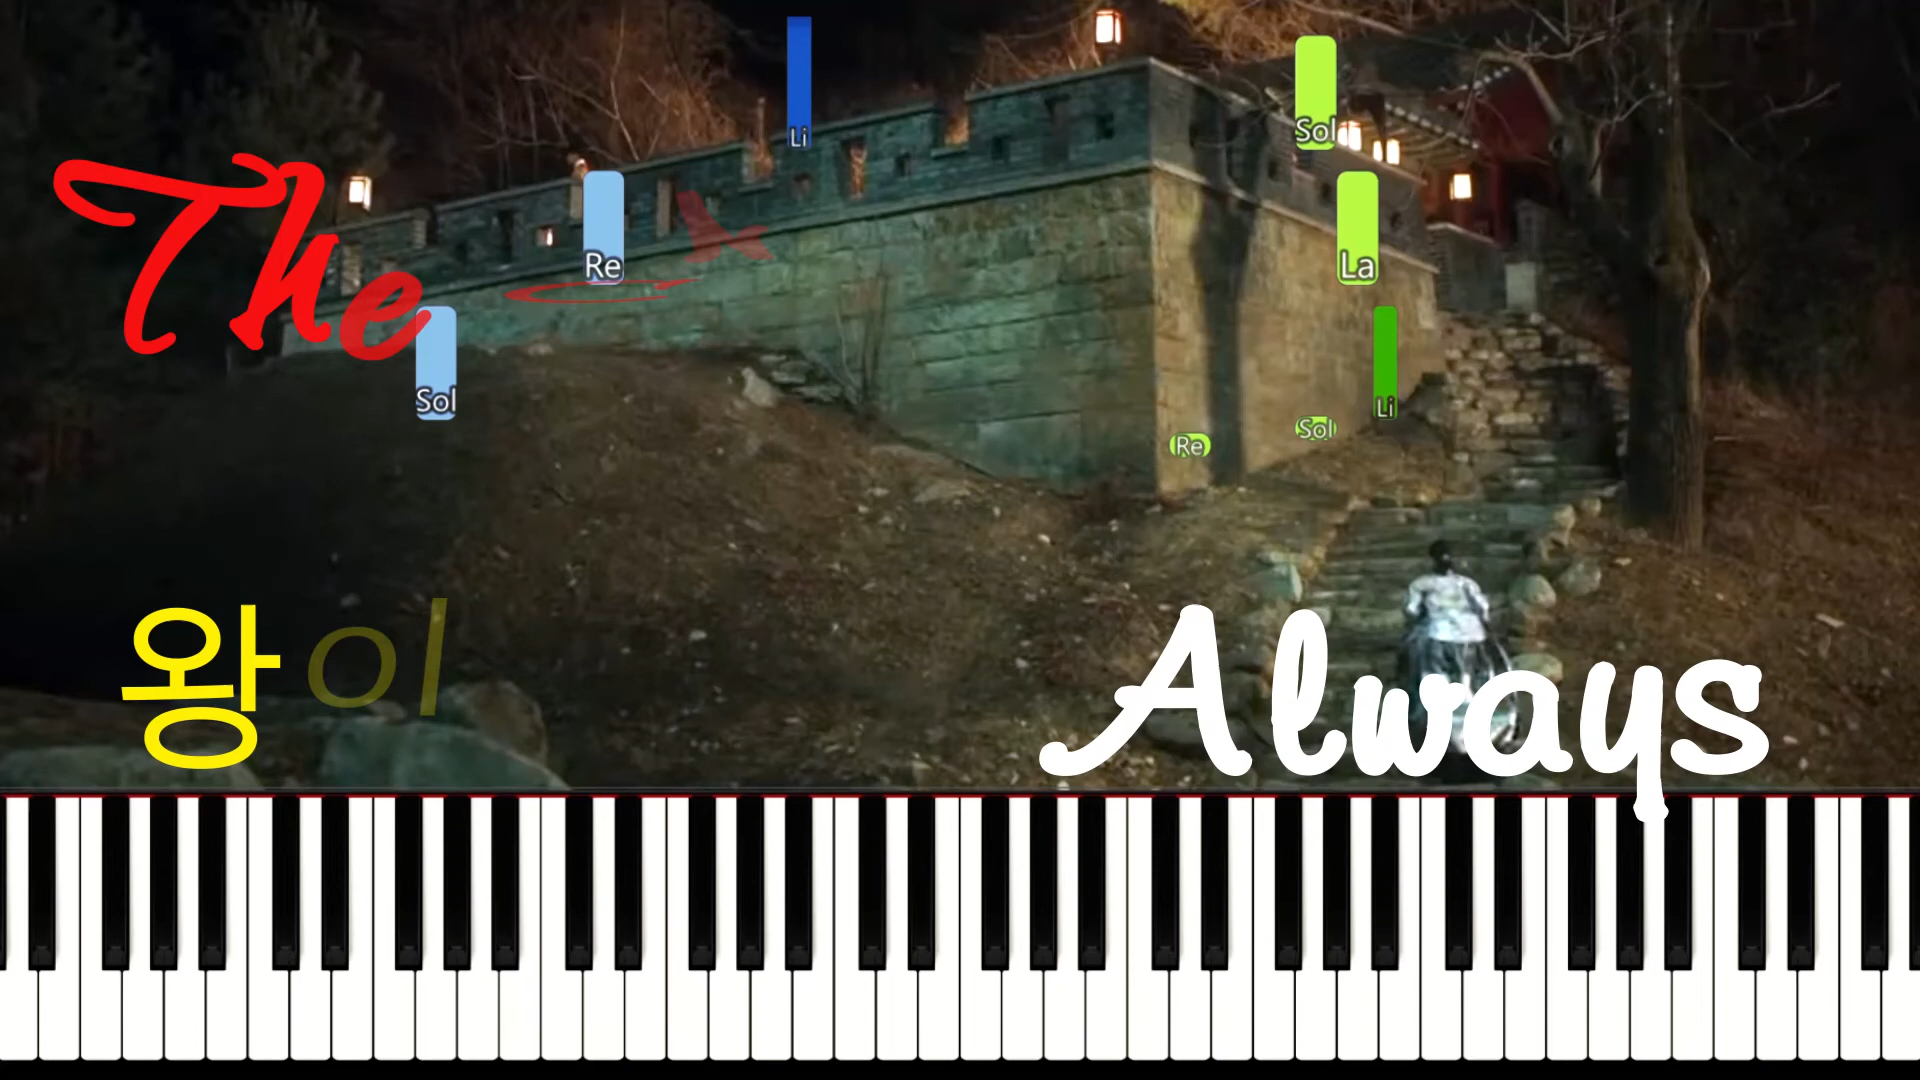 Li
Sol
Re
La
The
Sol
Li
Sol
Re
왕이
Always